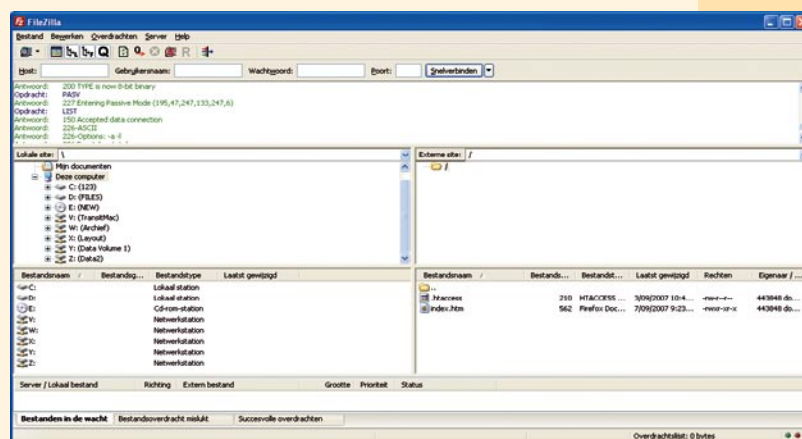 FileZilla
Bestand Bewerken Overdrachten Server Help
Host: Gebruikersnaam: Wachtwoord: Poort: Snelverbinden
Antwoord: 200 TYPE is now 8-bit binary
Opdracht: PASV
Antwoord: 227 Entering Passive Mode (195,47,247,133,247,6)
Opdracht: LIST
Antwoord: 150 Accepted data connection
Antwoord: 226-ASCII
Antwoord: 226-Options: -a -l
Lokale site: \
Mijn documenten
Deze computer
C: (123)
D: (FILES)
E: (NEW)
V: (TransitMac)
W: (Archief)
X: (Layout)
Y: (Data Volume 1)
Z: (Data2)
Externe site: /
/
Bestandsnaam / Bestandsg... Bestandstype Laatst gewijzigd
C: Lokaal station
D: Lokaal station
E: Cd-rom-station
V: Netwerkstation
W: Netwerkstation
X: Netwerkstation
Y: Netwerkstation
Z: Netwerkstation
Bestandsnaam / Bestands... Bestandst... Laatst gewijzigd Rechten Eigenaar / ...
..
.htaccess 210 HTACCESS ... 3/09/2007 10:4... -rw-r--r-- 443848 do...
index.htm 562 Firefox Doc... 7/09/2007 9:23... -rwxr-xr-x 443848 do...
Server / Lokaal bestand Richting Extern bestand Grootte Prioriteit Status
Bestanden in de wacht Bestandsoverdracht mislukt Succesvolle overdrachten
Overdrachtslijst: 0 bytes